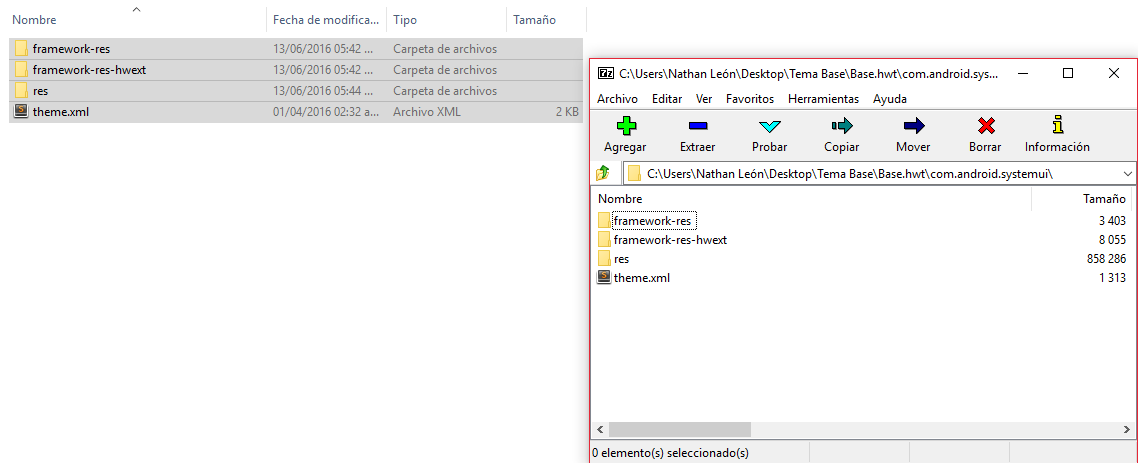 Nombre Fecha de modifica... Tipo Tamaño
framework-res 13/06/2016 05:42 ... Carpeta de archivos
framework-res-hwext 13/06/2016 05:42 ... Carpeta de archivos
res 13/06/2016 05:44 ... Carpeta de archivos
theme.xml 01/04/2016 02:32 a... Archivo XML 2 KB
7z C:\Users\Nathan León\Desktop\Tema Base\Base.hwt\com.android.sys...
Archivo Editar Ver Favoritos Herramientas Ayuda
Agregar Extraer Probar Copiar Mover Borrar Información
C:\Users\Nathan León\Desktop\Tema Base\Base.hwt\com.android.systemui\
Nombre Tamaño
framework-res 3 403
framework-res-hwext 8 055
res 858 286
theme.xml 1 313
0 elemento(s) seleccionado(s)